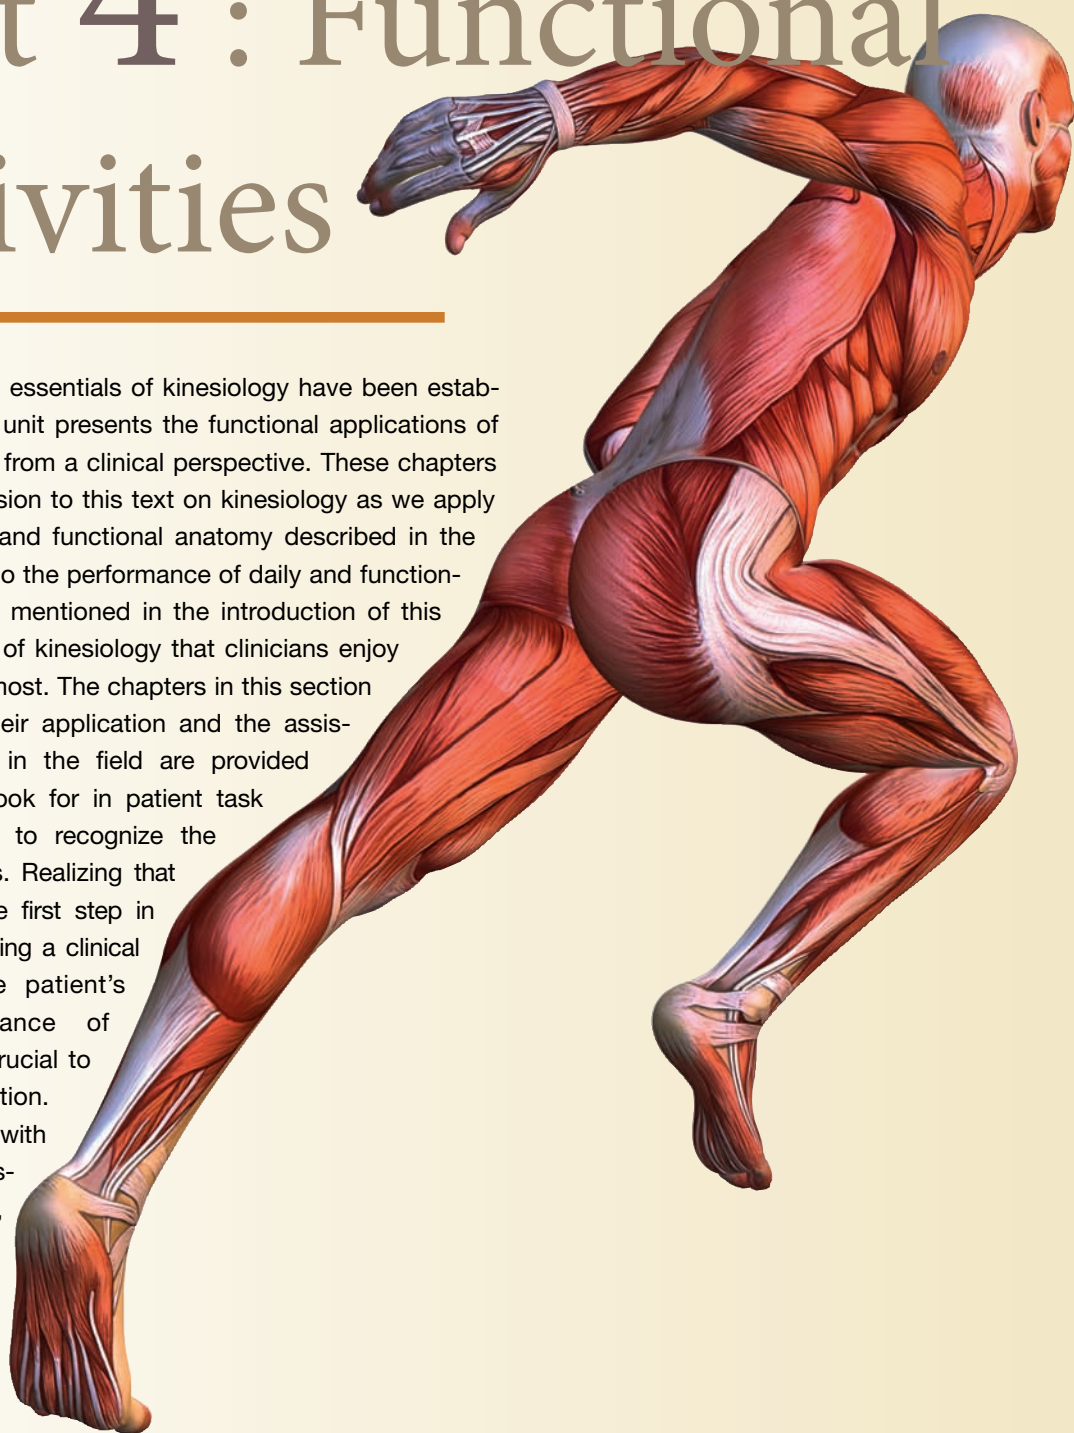 t 4 : Functional
ivities
essentials of kinesiology have been estab-
unit presents the functional applications of
from a clinical perspective. These chapters
sion to this text on kinesiology as we apply
and functional anatomy described in the
o the performance of daily and function-
mentioned in the introduction of this
of kinesiology that clinicians enjoy
most. The chapters in this section
eir application and the assis-
in the field are provided
ook for in patient task
to recognize the
s. Realizing that
e first step in
ing a clinical
e patient’s
ance of
rucial to
tion.
with
s-
,